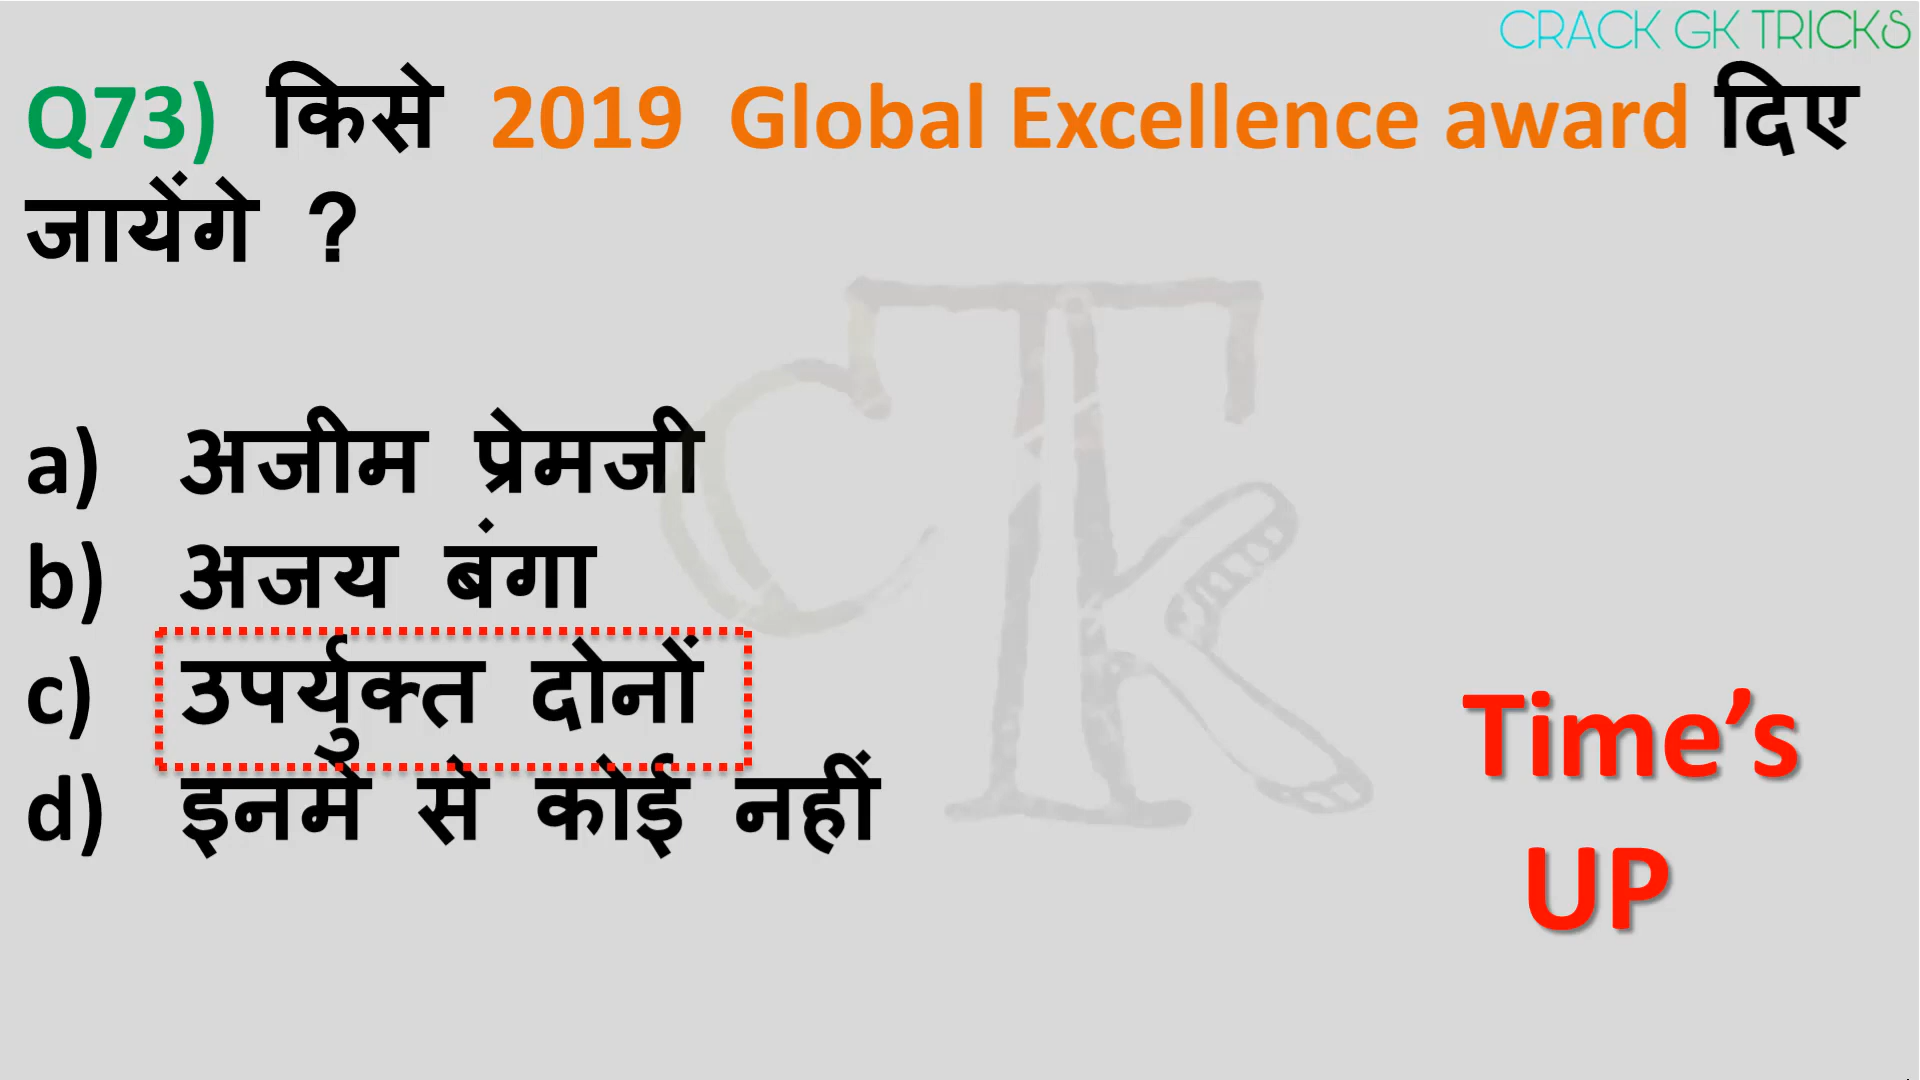 CRACK GK TRICKS
Q73) किसे 2019 Global Excellence award दिए
जायेंगे ?
a) अजीम प्रेमजी
b) अजय बंगा
c) उपर्युक्त दोनों
d) इनमे से कोई नहीं
Time’s
UP